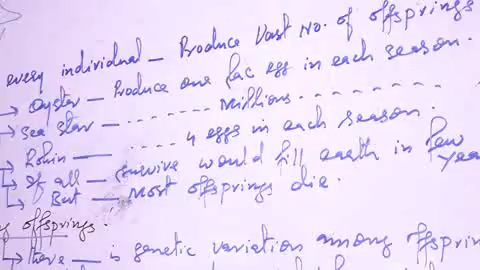 every individual — Produce Vast No. of offsprings
→ Oyster — Produce one lac egg in each season.
→ Sea star — - - - - - - Millions - - - - - - - -
→ Robin — - - - - - 4 eggs in each season.
→ If all — survive would fill earth in few years
→ But — Most offsprings die.
offsprings.
→ there — is genetic variation among offsprin